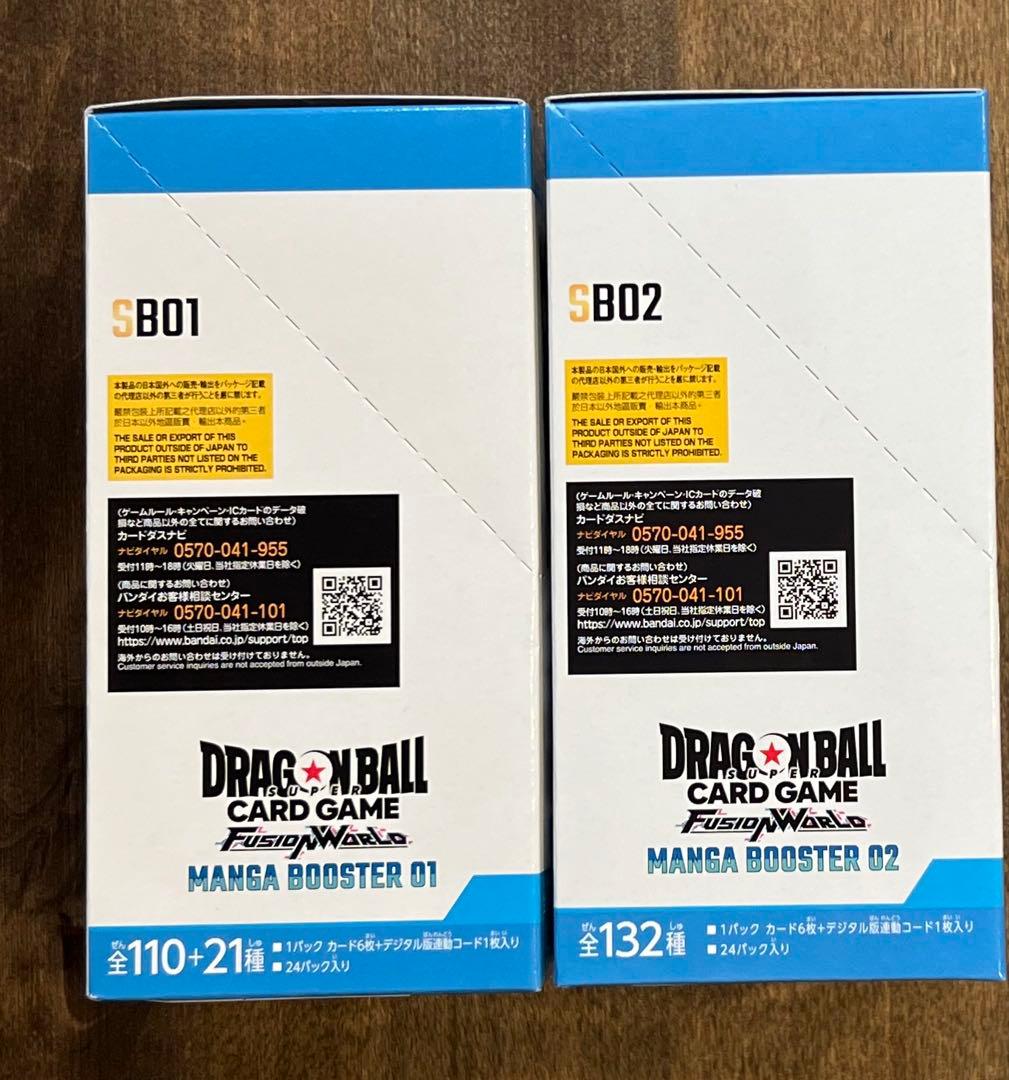 SB01
本製品の日本国外への販売・輸出をパッケージ記載
の代理店以外の第三者が行うことを厳に禁じます。
嚴禁包裝上所記載之代理店以外的第三者
於日本以外地區販賣・輸出本商品。
THE SALE OR EXPORT OF THIS
PRODUCT OUTSIDE OF JAPAN TO
THIRD PARTIES NOT LISTED ON THE
PACKAGING IS STRICTLY PROHIBITED.
〈ゲームルール・キャンペーン・ICカードのデータ破
損など商品以外の全てに関するお問い合わせ〉
カードダスナビ
ナビダイヤル 0570-041-955
受付11時〜18時(火曜日、当社指定休業日を除く)
〈商品に関するお問い合わせ〉
バンダイお客様相談センター
ナビダイヤル 0570-041-101
受付10時〜16時(土日祝日、当社指定休業日を除く)
https://www.bandai.co.jp/support/top
海外からのお問い合わせは受け付けておりません。
Customer service inquiries are not accepted from outside Japan.
DRAGON BALL
SUPER
CARD GAME
FUSION WORLD
MANGA BOOSTER 01
全110+21種
■1パック カード6枚+デジタル版連動コード1枚入り
■24パック入り
SB02
本製品の日本国外への販売・輸出をパッケージ記載
の代理店以外の第三者が行うことを厳に禁じます。
嚴禁包裝上所記載之代理店以外的第三者
於日本以外地區販賣・輸出本商品。
THE SALE OR EXPORT OF THIS
PRODUCT OUTSIDE OF JAPAN TO
THIRD PARTIES NOT LISTED ON THE
PACKAGING IS STRICTLY PROHIBITED.
〈ゲームルール・キャンペーン・ICカードのデータ破
損など商品以外の全てに関するお問い合わせ〉
カードダスナビ
ナビダイヤル 0570-041-955
受付11時〜18時(火曜日、当社指定休業日を除く)
〈商品に関するお問い合わせ〉
バンダイお客様相談センター
ナビダイヤル 0570-041-101
受付10時〜16時(土日祝日、当社指定休業日を除く)
https://www.bandai.co.jp/support/top
海外からのお問い合わせは受け付けておりません。
Customer service inquiries are not accepted from outside Japan.
DRAGON BALL
SUPER
CARD GAME
FUSION WORLD
MANGA BOOSTER 02
全132種
■1パック カード6枚+デジタル版連動コード1枚入り
■24パック入り